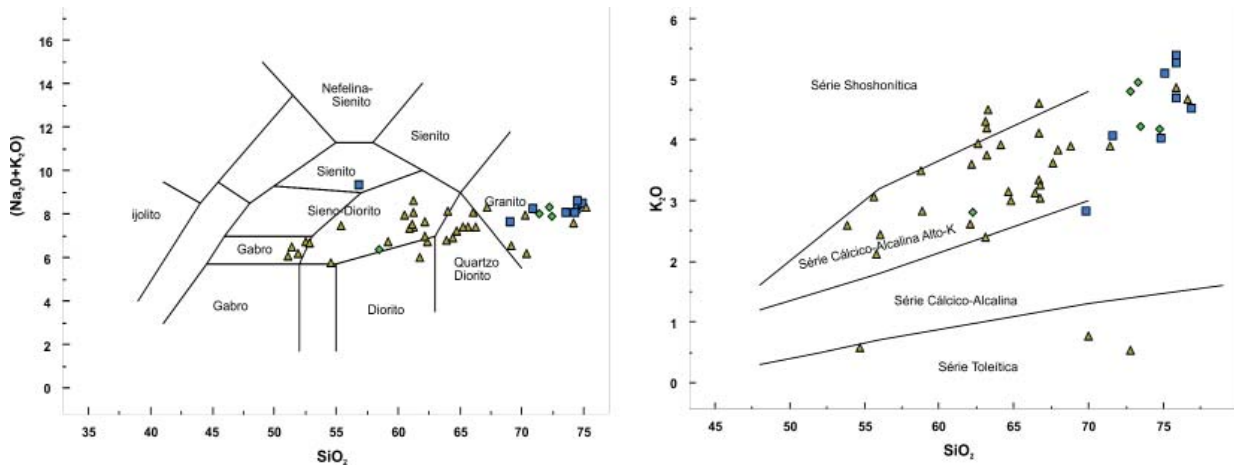 16
14
12
10
8
6
4
2
0
(Na₂0+K₂O)
Nefelina-
Sienito
Sienito
Sienito
ijolito
Sieno-Diorito
Granito
Gabro
Quartzo
Diorito
Gabro
Diorito
35
40
45
50
55
60
65
70
75
SiO₂
6
5
4
3
2
1
0
K₂O
Série Shoshonítica
Série Cálcico-Alcalina Alto-K
Série Cálcico-Alcalina
Série Toleítica
45
50
55
60
65
70
75
SiO₂